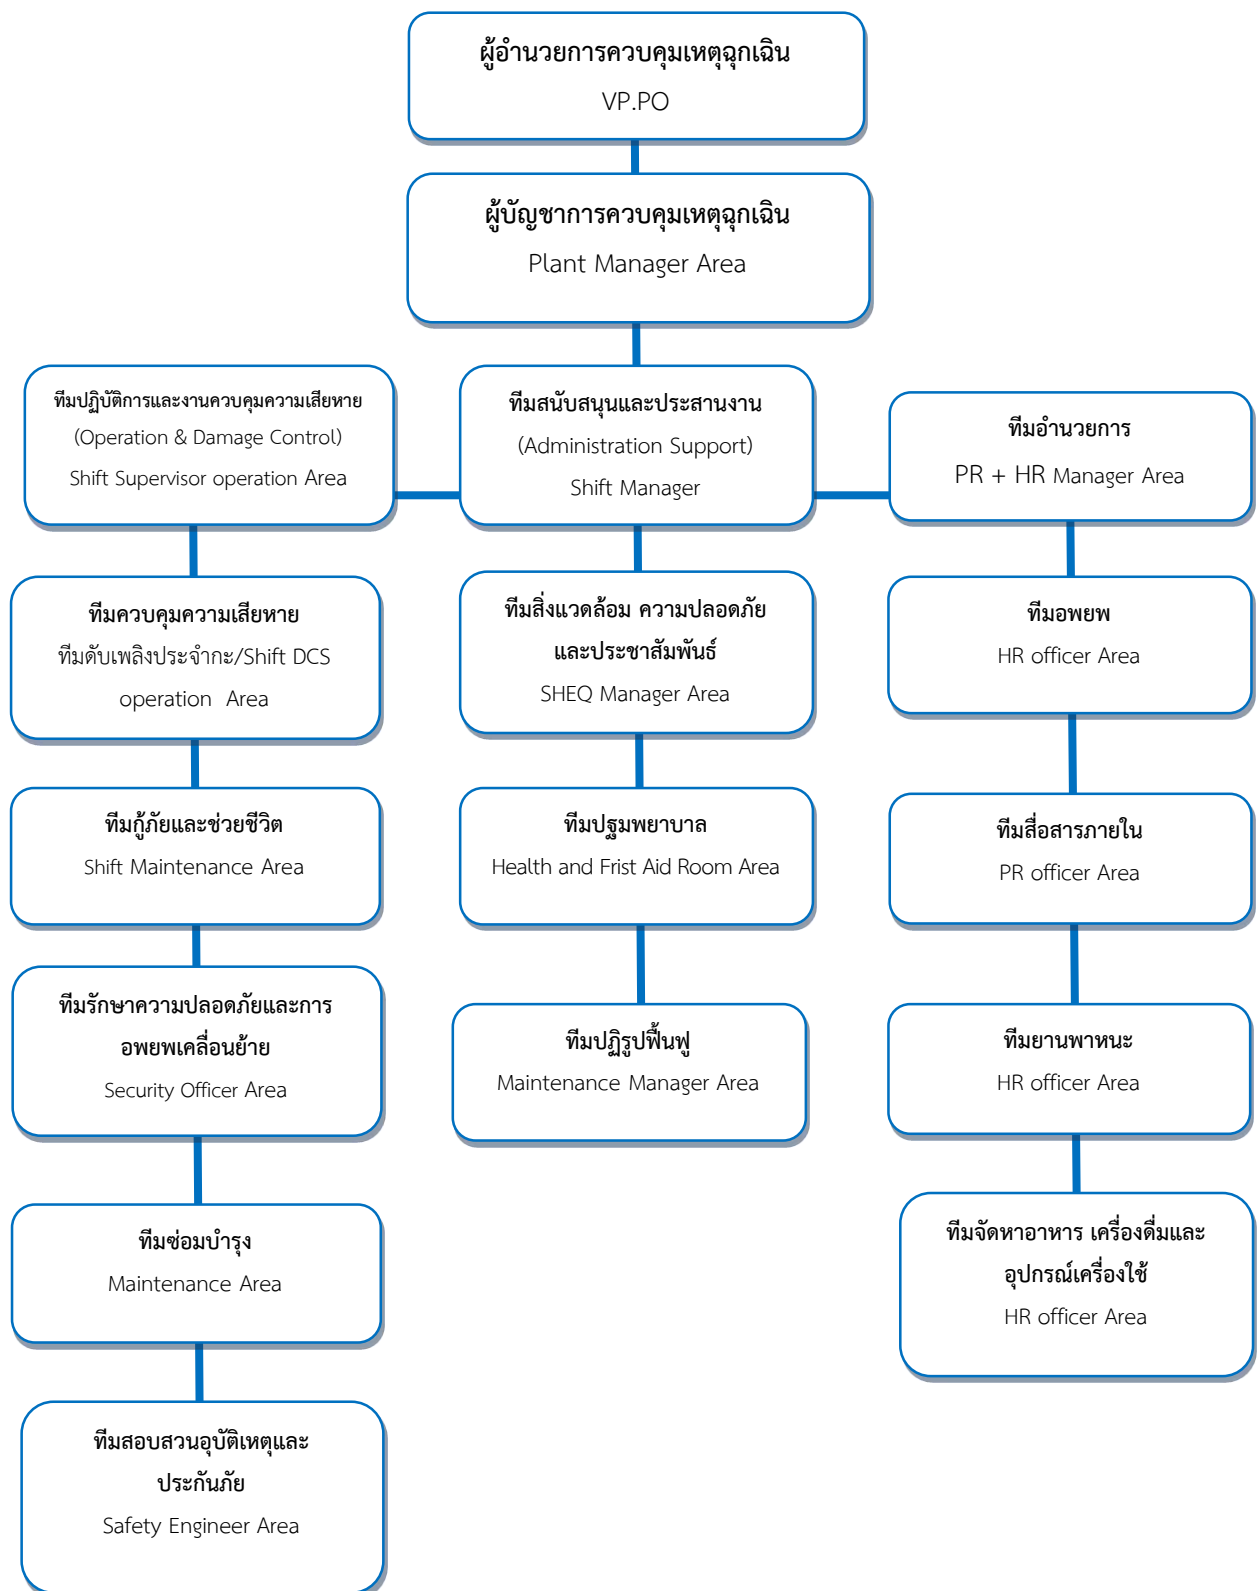 ผู้อำนวยการควบคุมเหตุฉุกเฉิน
VP.PO
ผู้บัญชาการควบคุมเหตุฉุกเฉิน
Plant Manager Area
ทีมปฏิบัติการและงานควบคุมความเสียหาย
(Operation & Damage Control)
Shift Supervisor operation Area
ทีมสนับสนุนและประสานงาน
(Administration Support)
Shift Manager
ทีมอำนวยการ
PR + HR Manager Area
ทีมควบคุมความเสียหาย
ทีมดับเพลิงประจำกะ/Shift DCS
operation Area
ทีมสิ่งแวดล้อม ความปลอดภัย
และประชาสัมพันธ์
SHEQ Manager Area
ทีมอพยพ
HR officer Area
ทีมกู้ภัยและช่วยชีวิต
Shift Maintenance Area
ทีมปฐมพยาบาล
Health and Frist Aid Room Area
ทีมสื่อสารภายใน
PR officer Area
ทีมรักษาความปลอดภัยและการ
อพยพเคลื่อนย้าย
Security Officer Area
ทีมปฏิรูปฟื้นฟู
Maintenance Manager Area
ทีมยานพาหนะ
HR officer Area
ทีมซ่อมบำรุง
Maintenance Area
ทีมจัดหาอาหาร เครื่องดื่มและ
อุปกรณ์เครื่องใช้
HR officer Area
ทีมสอบสวนอุบัติเหตุและ
ประกันภัย
Safety Engineer Area